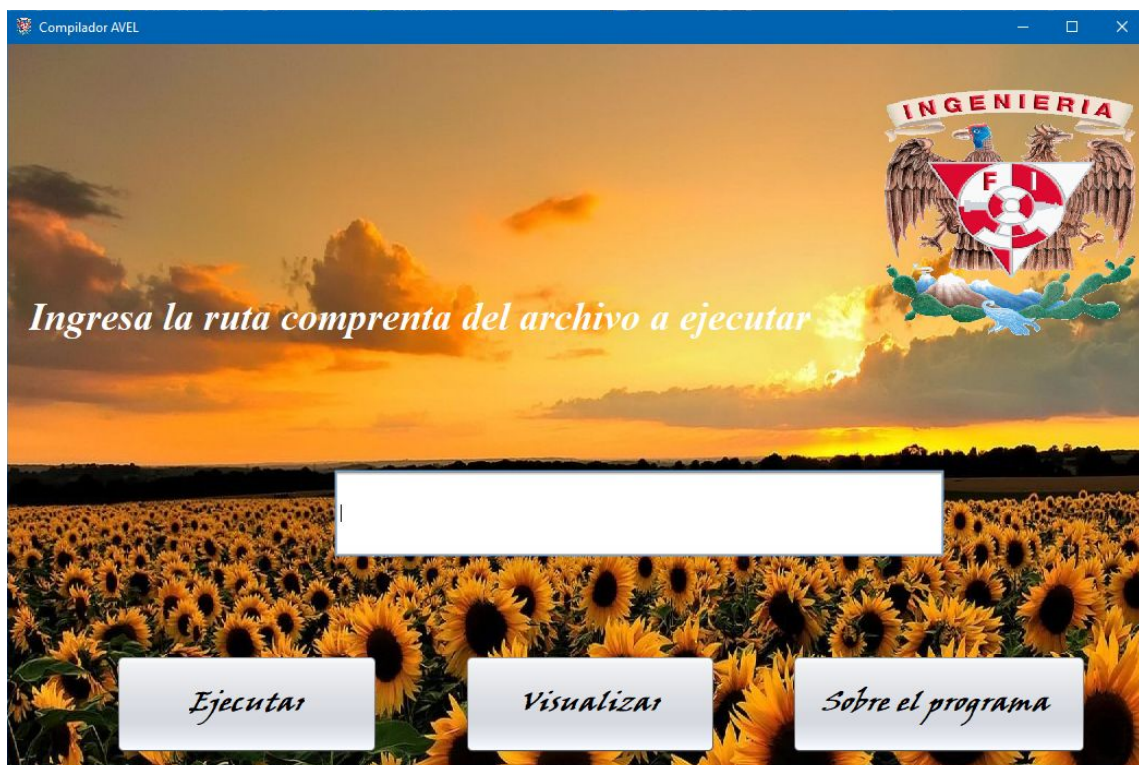 Compilador AVEL
INGENIERIA
F I
Ingresa la ruta comprenta del archivo a ejecutar
Ejecutar
Visualizar
Sobre el programa